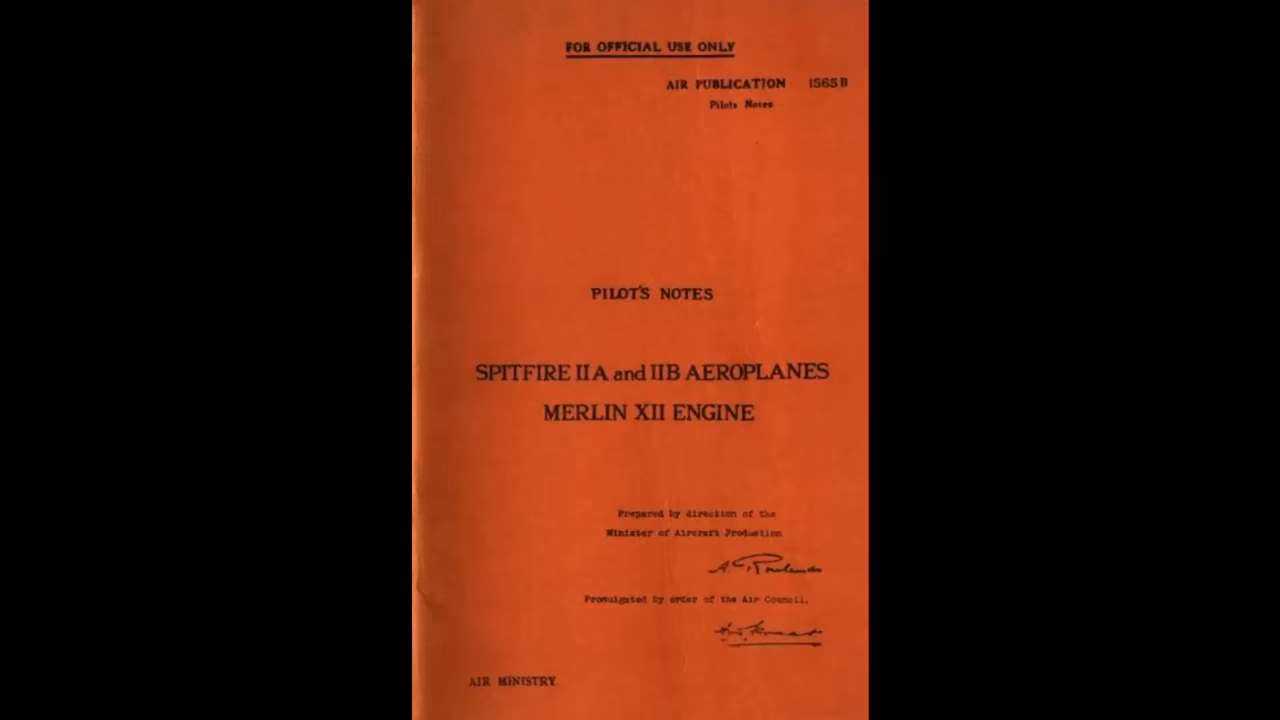 FOR OFFICIAL USE ONLY
AIR PUBLICATION 1565B
Pilots Notes
PILOT'S NOTES
SPITFIRE IIA and IIB AEROPLANES
MERLIN XII ENGINE
Prepared by direction of the
Minister of Aircraft Production
A. Rowlands
Promulgated by order of the Air Council.
AIR MINISTRY.